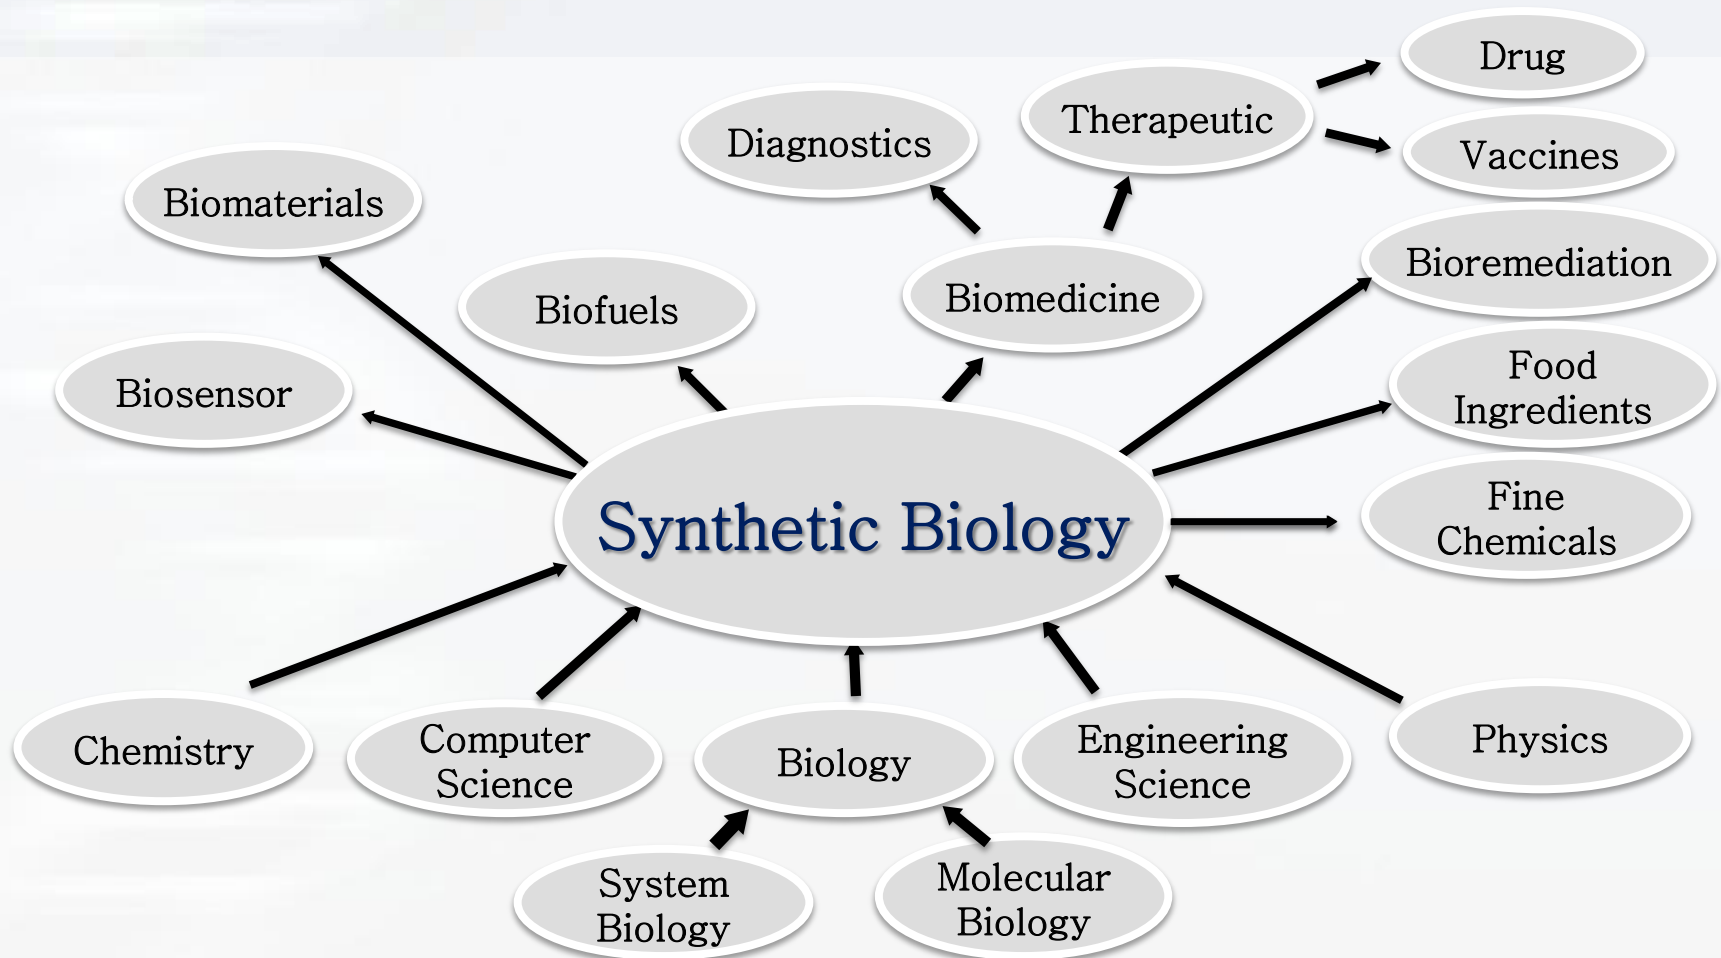 Drug
Therapeutic
Diagnostics
Vaccines
Biomaterials
Bioremediation
Biomedicine
Biofuels
Food
Ingredients
Biosensor
Fine
Chemicals
Synthetic Biology
Chemistry
Computer
Science
Biology
Engineering
Science
Physics
System
Biology
Molecular
Biology